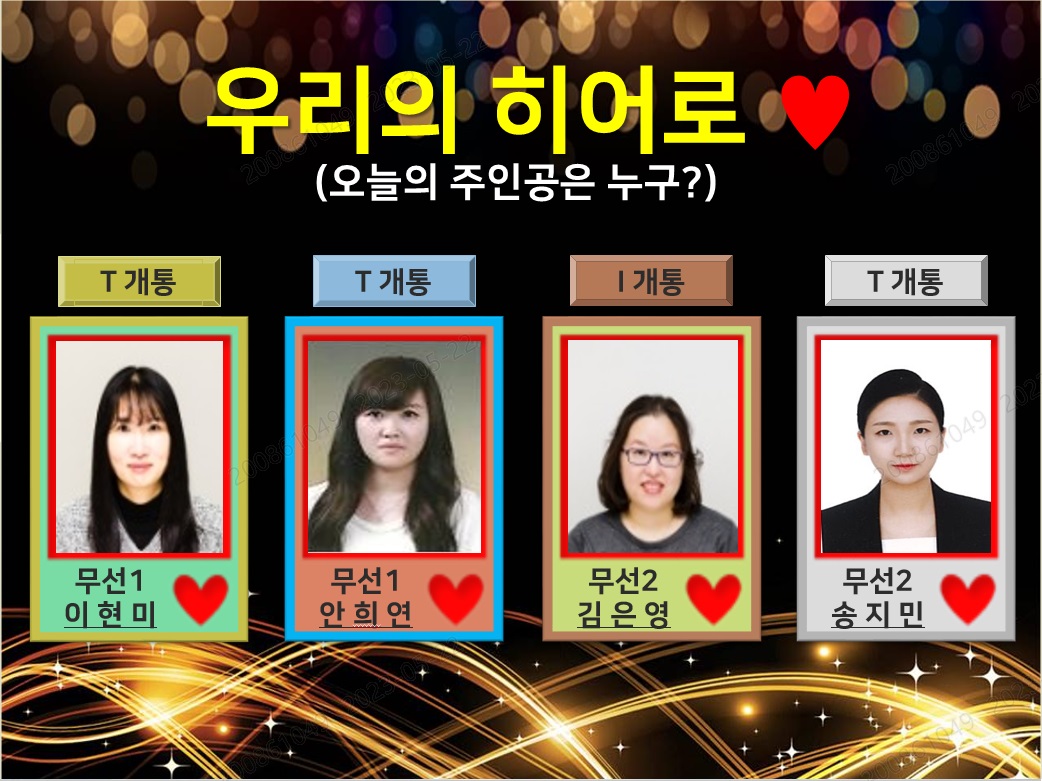 우리의 히어로
(오늘의 주인공은 누구?)
T 개통
T 개통
I 개통
T 개통
무선1
이 현 미
무선1
안 희 연
무선2
김 은 영
무선2
송 지 민